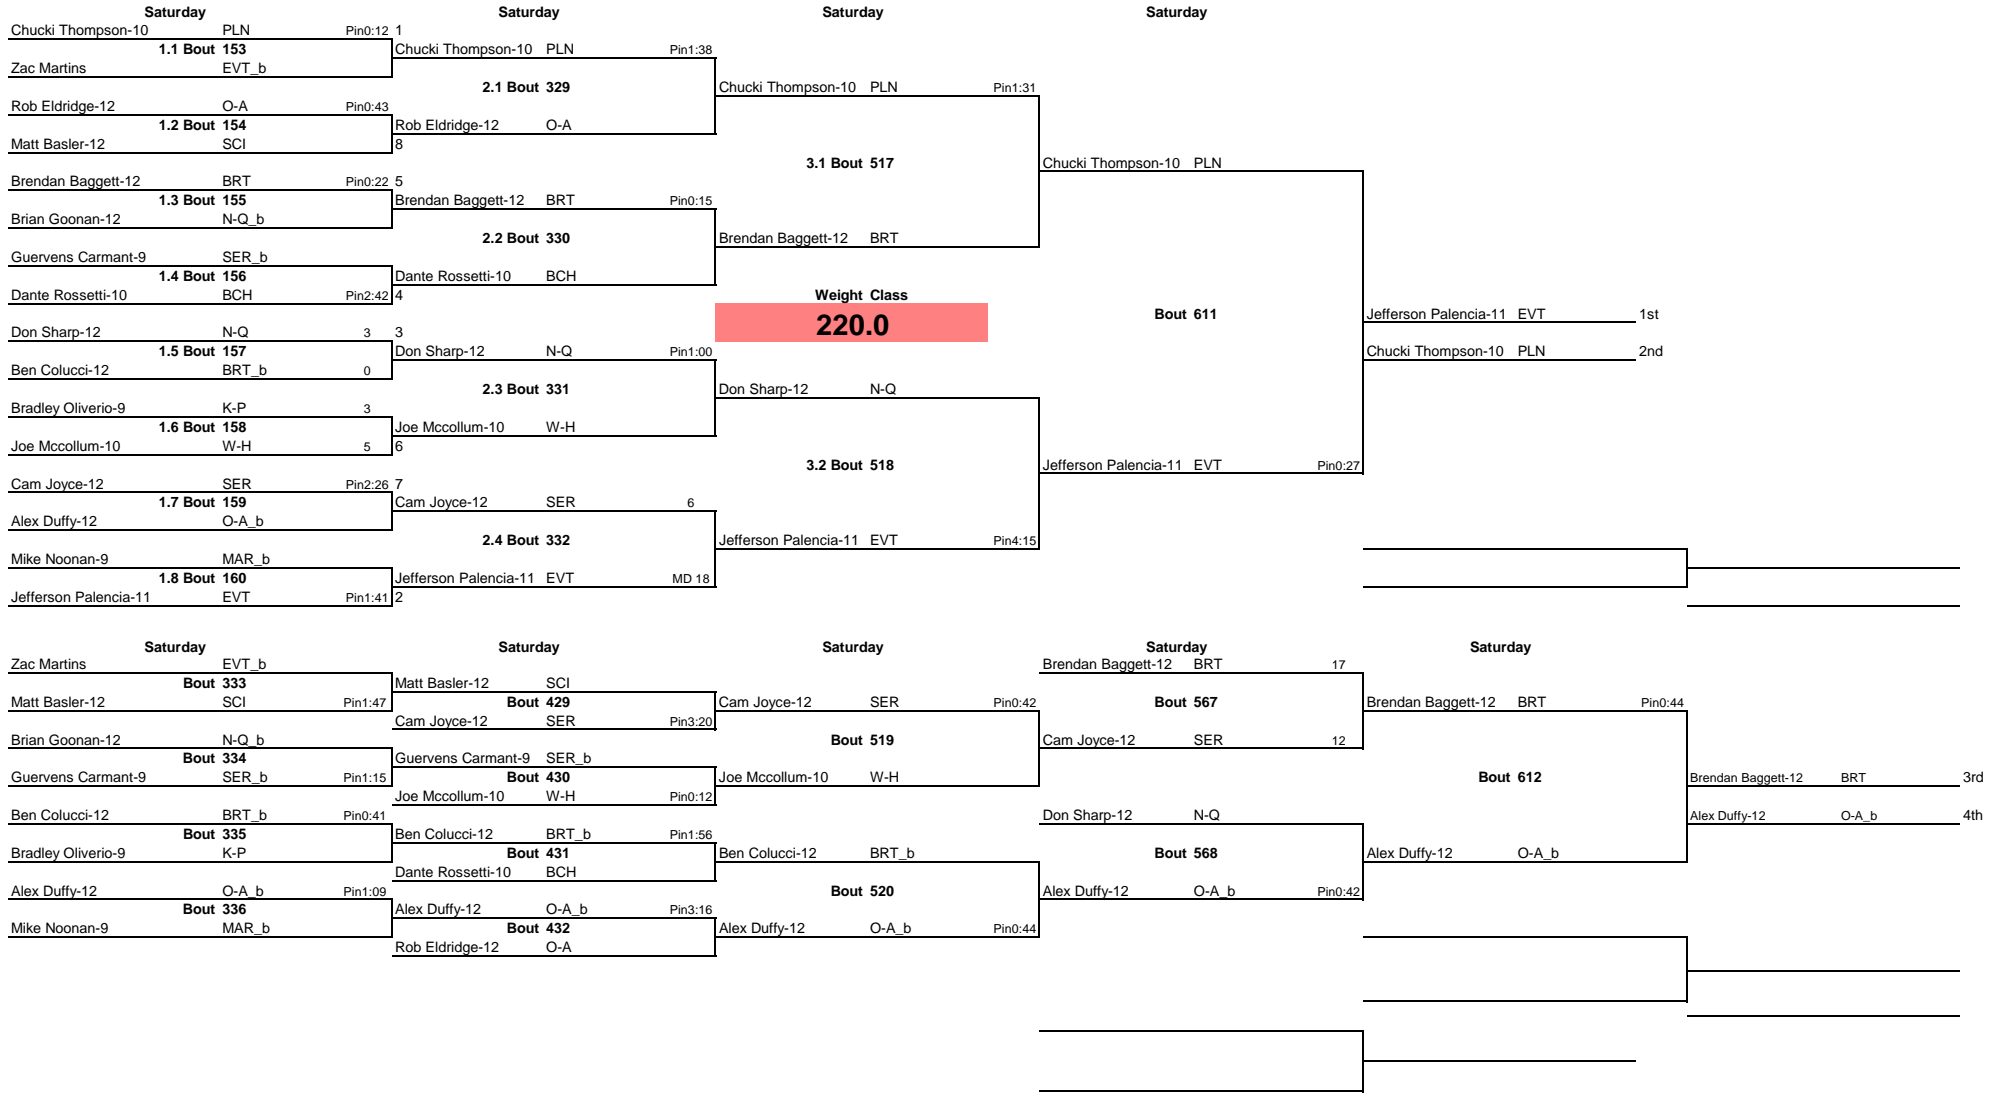 Saturday Saturday Saturday Saturday
Chucki Thompson-10 PLN Pin0:12 1
1.1 Bout 153 Chucki Thompson-10 PLN Pin1:38
Zac Martins EVT_b
2.1 Bout 329 Chucki Thompson-10 PLN Pin1:31
Rob Eldridge-12 O-A Pin0:43
1.2 Bout 154 Rob Eldridge-12 O-A
Matt Basler-12 SCI 8
3.1 Bout 517 Chucki Thompson-10 PLN
Brendan Baggett-12 BRT Pin0:22 5
1.3 Bout 155 Brendan Baggett-12 BRT Pin0:15
Brian Goonan-12 N-Q_b
2.2 Bout 330 Brendan Baggett-12 BRT
Guervens Carmant-9 SER_b
1.4 Bout 156 Dante Rossetti-10 BCH
Dante Rossetti-10 BCH Pin2:42 4 Weight Class
220.0 Bout 611 Jefferson Palencia-11 EVT 1st
Don Sharp-12 N-Q 3 3
1.5 Bout 157 Don Sharp-12 N-Q Pin1:00 Chucki Thompson-10 PLN 2nd
Ben Colucci-12 BRT_b 0
2.3 Bout 331 Don Sharp-12 N-Q
Bradley Oliverio-9 K-P 3
1.6 Bout 158 Joe Mccollum-10 W-H
Joe Mccollum-10 W-H 5 6
3.2 Bout 518 Jefferson Palencia-11 EVT Pin0:27
Cam Joyce-12 SER Pin2:26 7
1.7 Bout 159 Cam Joyce-12 SER 6
Alex Duffy-12 O-A_b
2.4 Bout 332 Jefferson Palencia-11 EVT Pin4:15
Mike Noonan-9 MAR_b
1.8 Bout 160 Jefferson Palencia-11 EVT MD 18
Jefferson Palencia-11 EVT Pin1:41 2
Saturday Saturday Saturday Saturday Saturday
Zac Martins EVT_b Brendan Baggett-12 BRT 17
Bout 333 Matt Basler-12 SCI
Matt Basler-12 SCI Pin1:47 Bout 429 Cam Joyce-12 SER Pin0:42 Bout 567 Brendan Baggett-12 BRT Pin0:44
Cam Joyce-12 SER Pin3:20
Brian Goonan-12 N-Q_b Bout 519 Cam Joyce-12 SER 12
Bout 334 Guervens Carmant-9 SER_b
Guervens Carmant-9 SER_b Pin1:15 Bout 430 Joe Mccollum-10 W-H Bout 612 Brendan Baggett-12 BRT 3rd
Joe Mccollum-10 W-H Pin0:12
Ben Colucci-12 BRT_b Pin0:41 Don Sharp-12 N-Q Alex Duffy-12 O-A_b 4th
Bout 335 Ben Colucci-12 BRT_b Pin1:56
Bradley Oliverio-9 K-P Bout 431 Ben Colucci-12 BRT_b Bout 568 Alex Duffy-12 O-A_b
Dante Rossetti-10 BCH
Alex Duffy-12 O-A_b Pin1:09 Bout 520 Alex Duffy-12 O-A_b Pin0:42
Bout 336 Alex Duffy-12 O-A_b Pin3:16
Mike Noonan-9 MAR_b Bout 432 Alex Duffy-12 O-A_b Pin0:44
Rob Eldridge-12 O-A